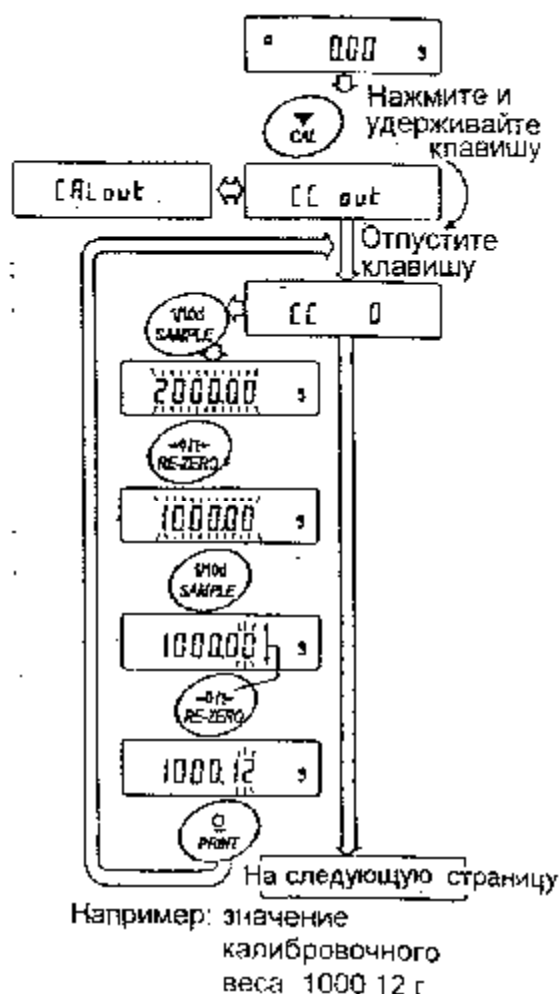 0.00 g
Нажмите и
удерживайте
клавишу
CAL
CALout
CC out
Отпустите
клавишу
CC 0
SAMPLE
2000.00 g
RE-ZERO
1000.00 g
SAMPLE
1000.00 g
RE-ZERO
1000.12 g
PRINT
На следующую страницу
Например: значение
калибровочного
веса 1000 12 г